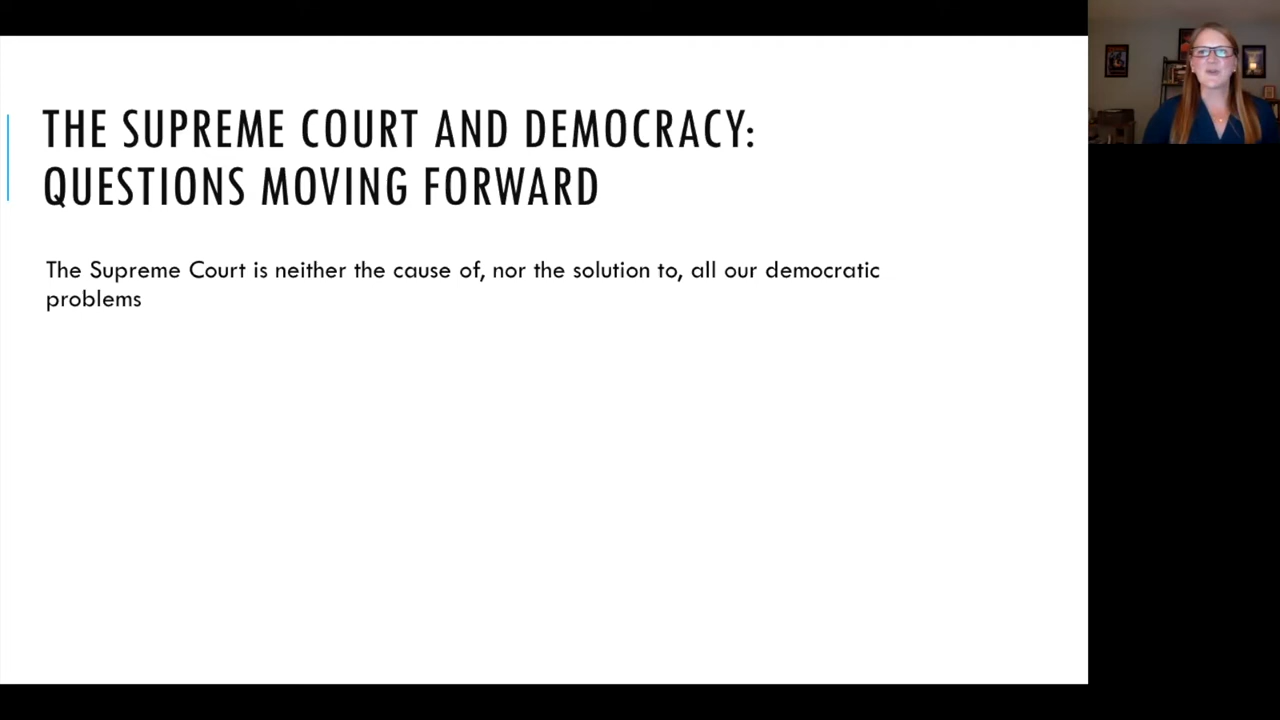 THE SUPREME COURT AND DEMOCRACY:
QUESTIONS MOVING FORWARD
The Supreme Court is neither the cause of, nor the solution to, all our democratic
problems